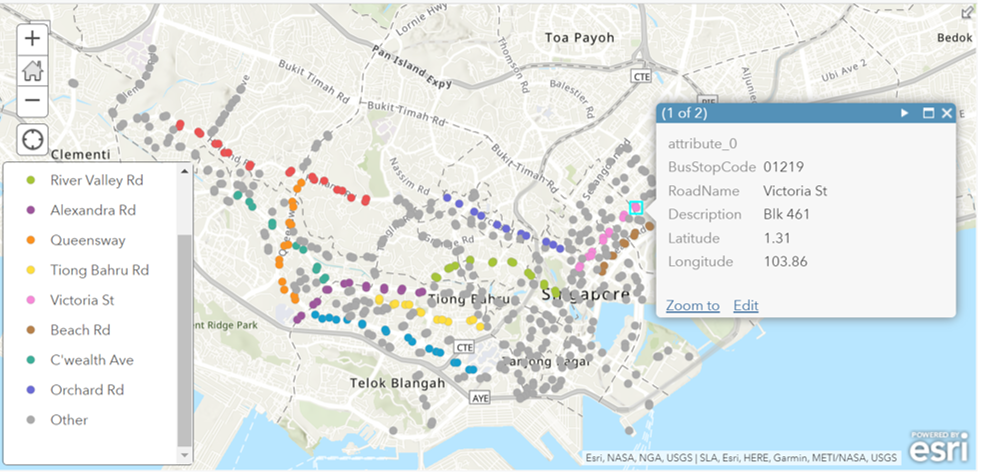 Lornie Hwy
Toa Payoh
Bedok
Pan-Island Expy
Thomson Rd
CTE
Bukit Timah Rd
Balestier Rd
Ubi Ave 2
Bukit-Timah-Rd
(1 of 2)
attribute_0
BusStopCode 01219
RoadName Victoria St
Description Blk 461
Latitude 1.31
Longitude 103.86
Zoom to Edit
Clementi
Nassim Rd
Bukit-Timah Rd
River Valley Rd
Alexandra Rd
Queensway
Tiong Bahru Rd
Victoria St
Beach Rd
C'wealth Ave
Orchard Rd
Other
Tiong Bahru
Singapore
ent Ridge Park
CTE
Tanjong Pagar
Telok Blangah
AYE
Esri, NASA, NGA, USGS | SLA, Esri, HERE, Garmin, METI/NASA, USGS
POWERED BY
esri